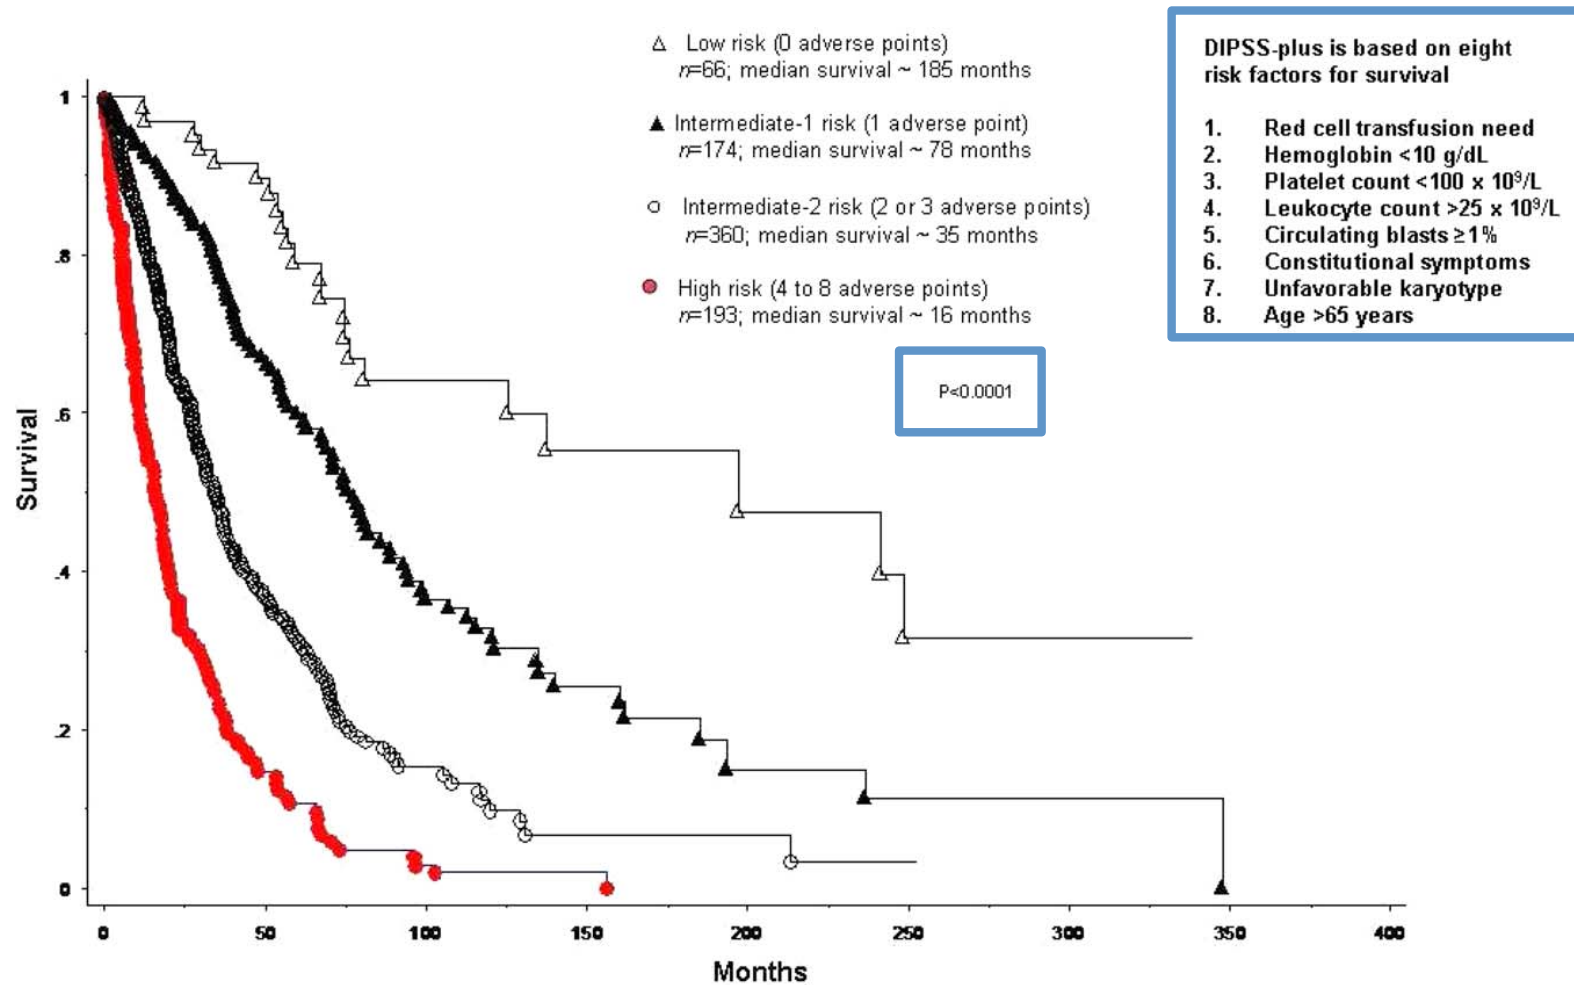 Low risk (0 adverse points)
n=66; median survival ~ 185 months
Intermediate-1 risk (1 adverse point)
n=174; median survival ~ 78 months
Intermediate-2 risk (2 or 3 adverse points)
n=360; median survival ~ 35 months
High risk (4 to 8 adverse points)
n=193; median survival ~ 16 months
P<0.0001
DIPSS-plus is based on eight
risk factors for survival
1. Red cell transfusion need
2. Hemoglobin <10 g/dL
3. Platelet count <100 x 10⁹/L
4. Leukocyte count >25 x 10⁹/L
5. Circulating blasts ≥1%
6. Constitutional symptoms
7. Unfavorable karyotype
8. Age >65 years
Survival
1
.8
.6
.4
.2
0
0 50 100 150 200 250 300 350 400
Months